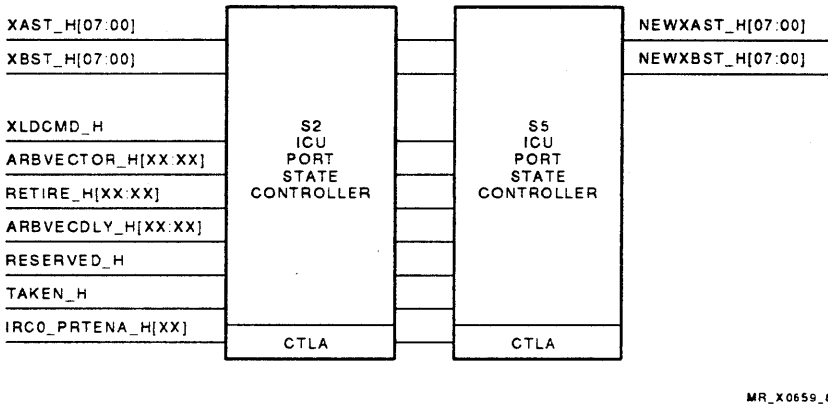 XAST_H[07:00]
XBST_H[07:00]
XLDCMD_H
ARBVECTOR_H[XX:XX]
RETIRE_H[XX:XX]
ARBVECDLY_H[XX:XX]
RESERVED_H
TAKEN_H
IRC0_PRTENA_H[XX]
S2
ICU
PORT
STATE
CONTROLLER
CTLA
S5
ICU
PORT
STATE
CONTROLLER
CTLA
NEWXAST_H[07:00]
NEWXBST_H[07:00]